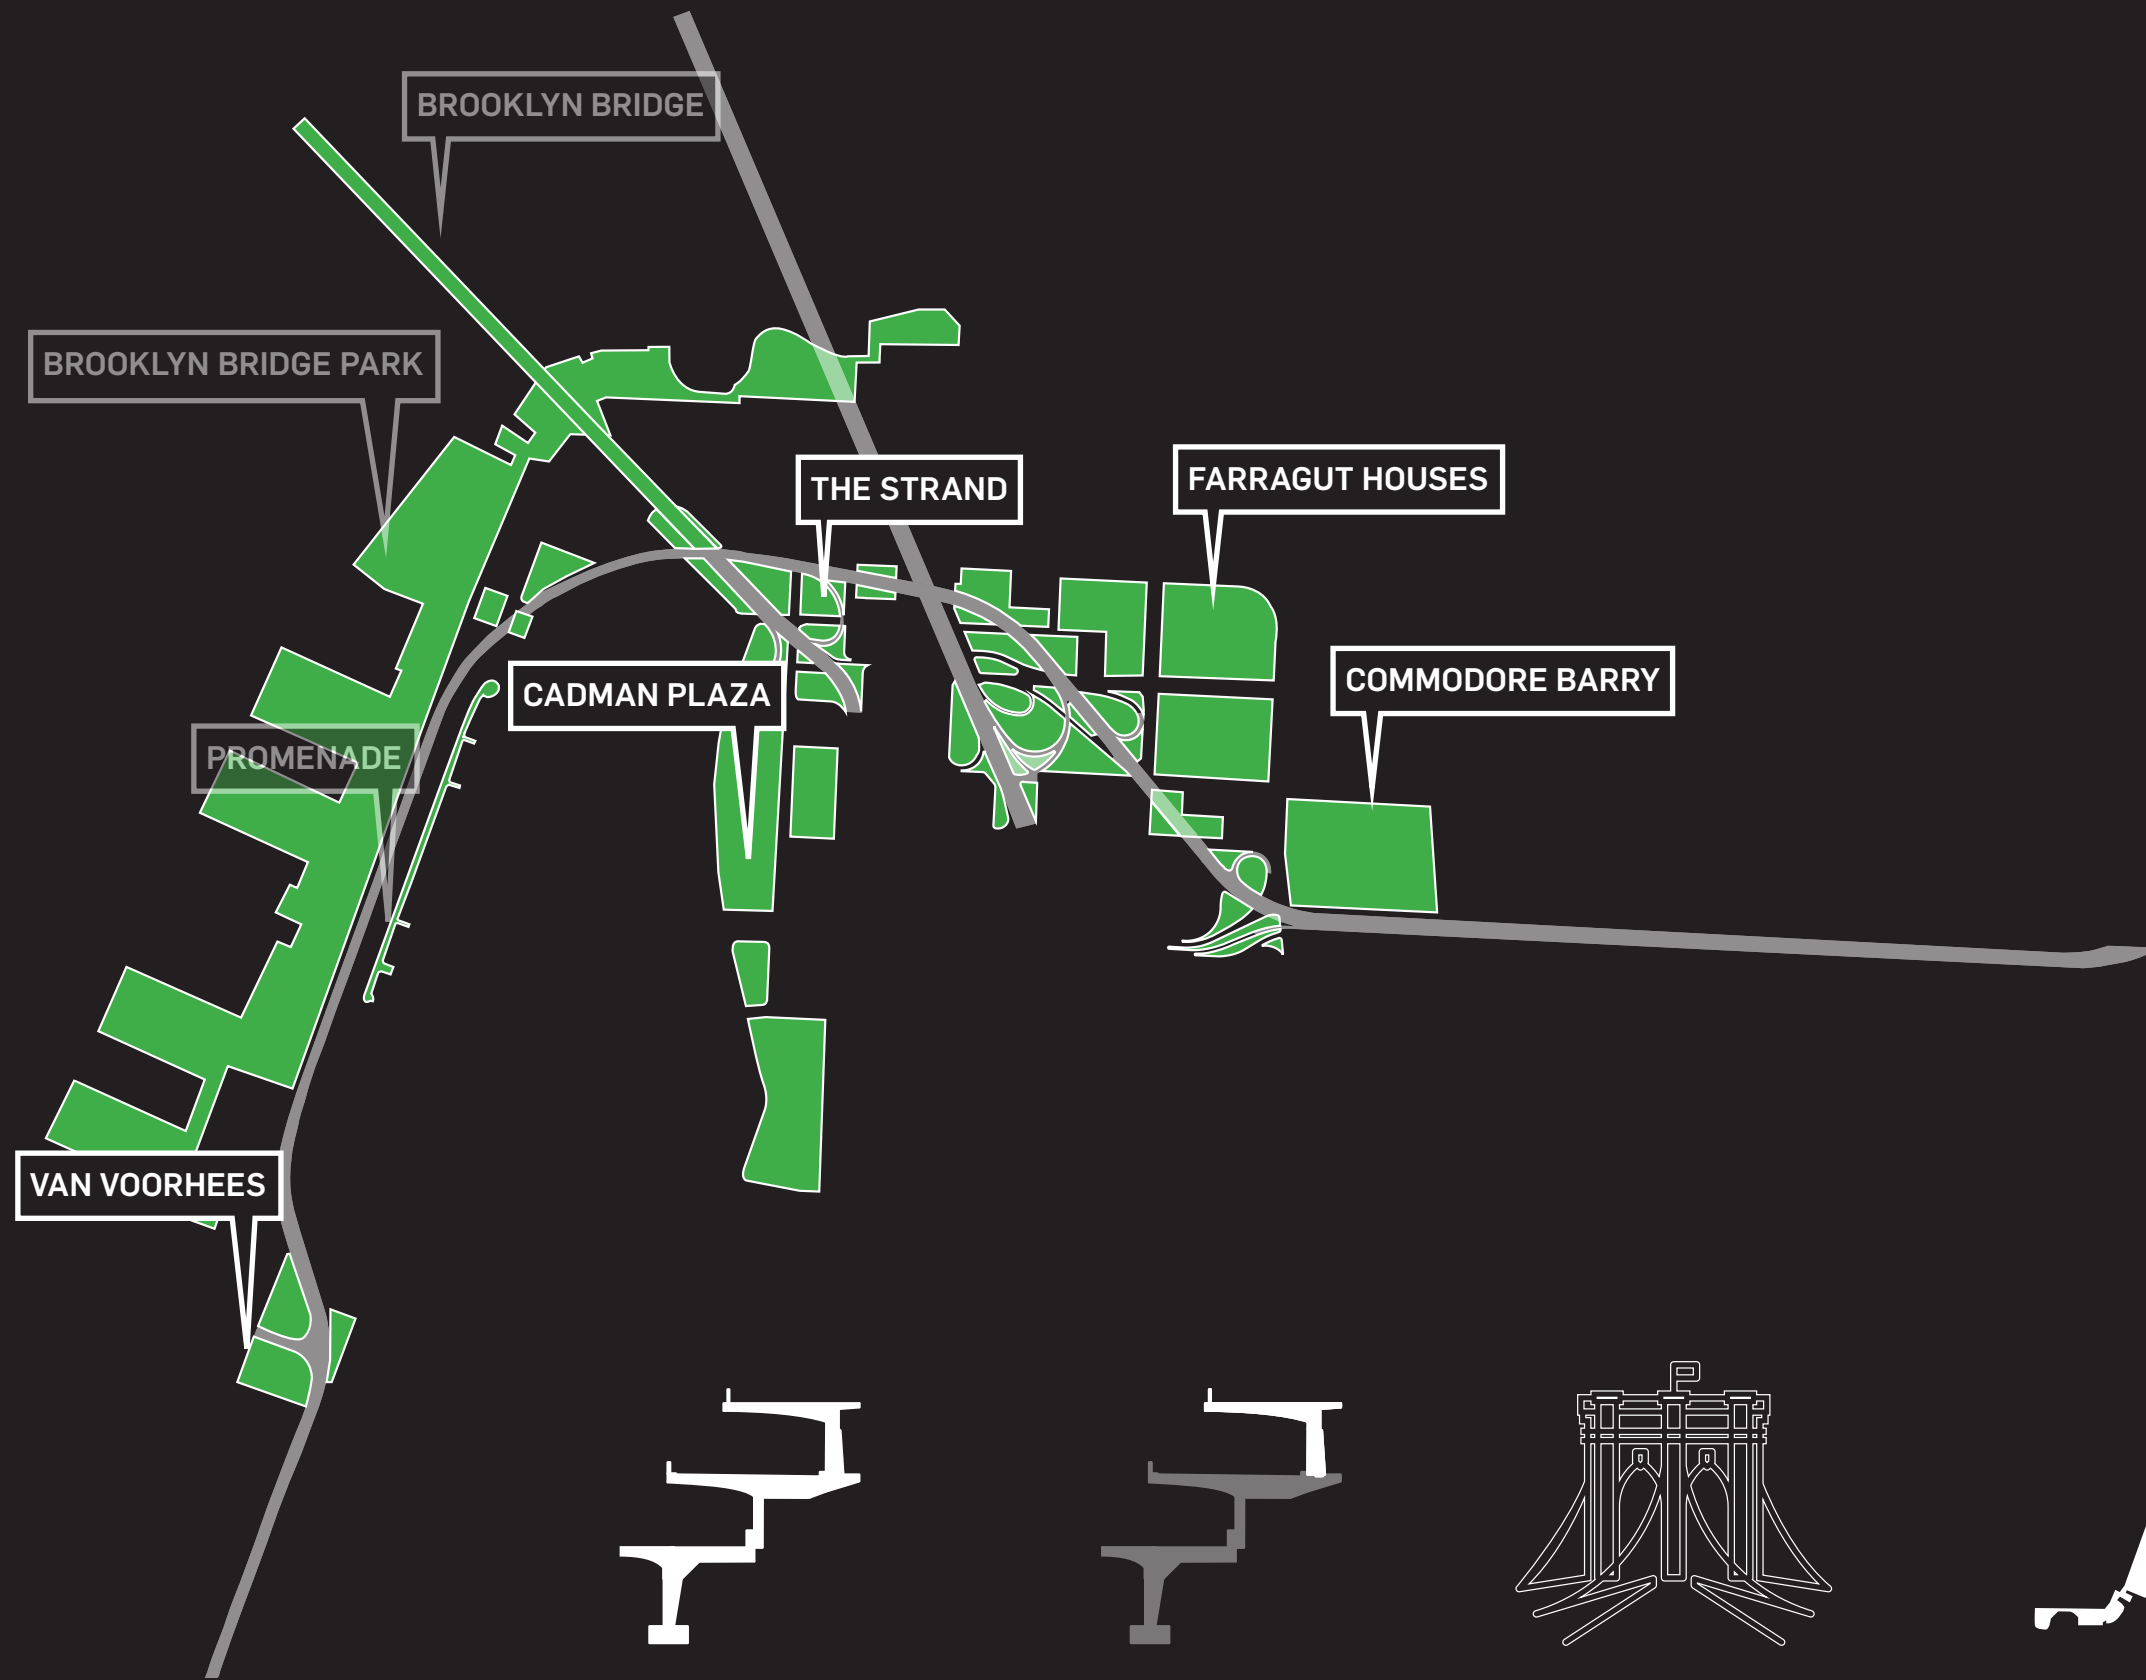 BROOKLYN BRIDGE
BROOKLYN BRIDGE PARK
THE STRAND
FARRAGUT HOUSES
CADMAN PLAZA
COMMODORE BARRY
PROMENADE
VAN VOORHEES